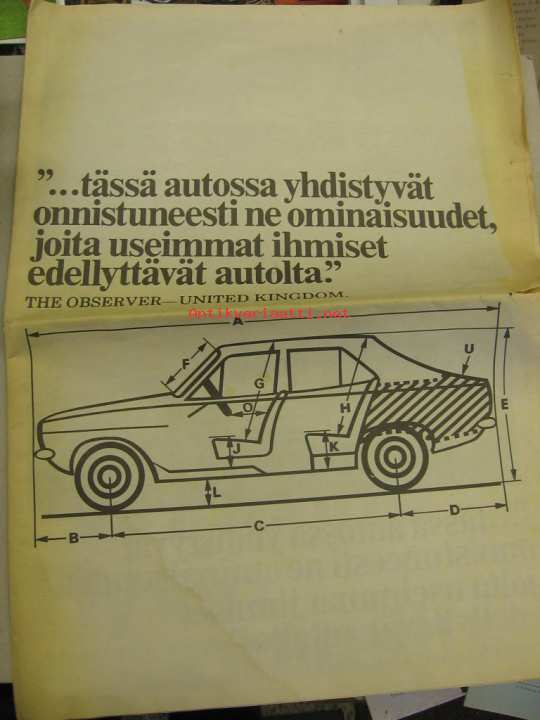 ”...tässä autossa yhdistyvät
onnistuneesti ne ominaisuudet,
joita useimmat ihmiset
edellyttävät autolta.”
THE OBSERVER—UNITED KINGDOM.
Antikvariaatti.net
A
F
G
U
O
H
E
J
K
L
B
C
D